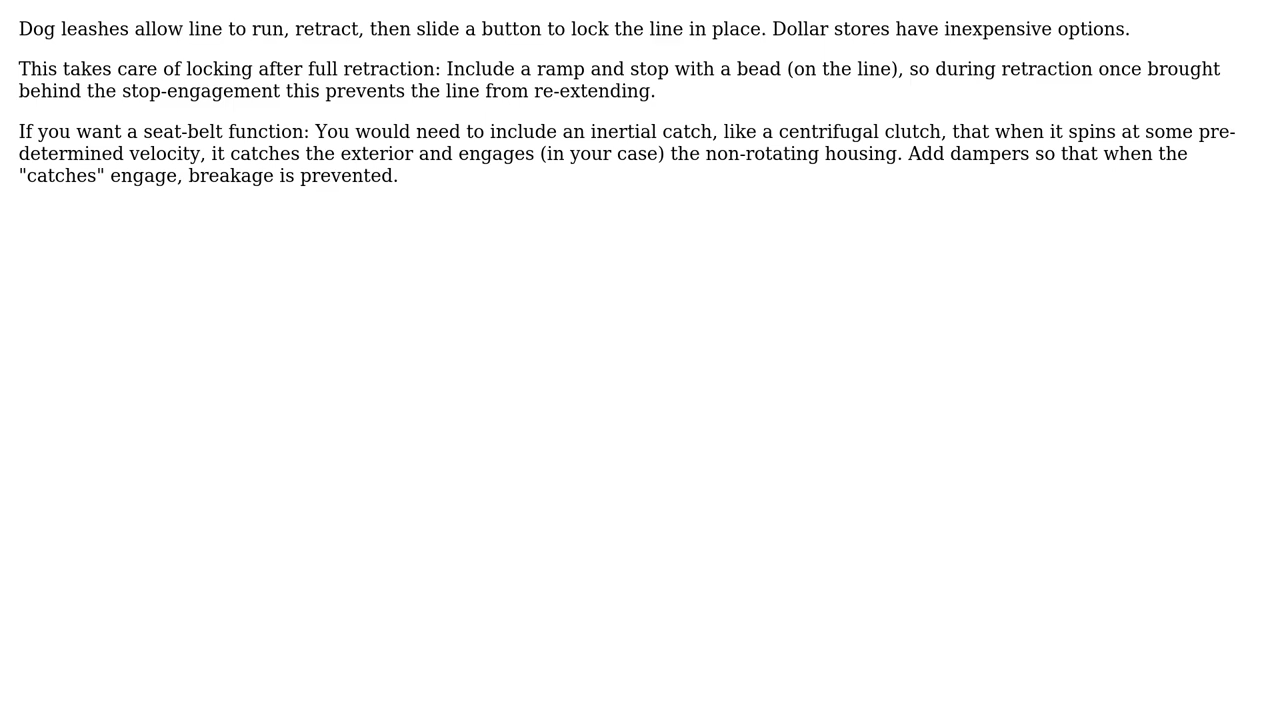 Dog leashes allow line to run, retract, then slide a button to lock the line in place. Dollar stores have inexpensive options.
This takes care of locking after full retraction: Include a ramp and stop with a bead (on the line), so during retraction once brought
behind the stop-engagement this prevents the line from re-extending.
If you want a seat-belt function: You would need to include an inertial catch, like a centrifugal clutch, that when it spins at some pre-
determined velocity, it catches the exterior and engages (in your case) the non-rotating housing. Add dampers so that when the
"catches" engage, breakage is prevented.